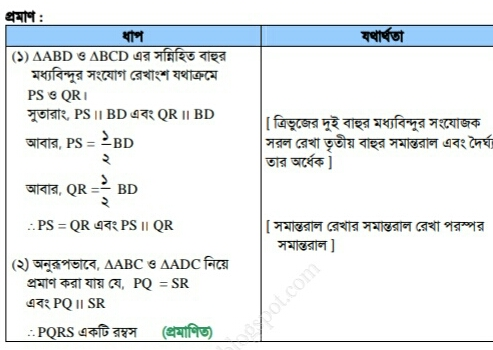 প্রমাণ :
ধাপ
যথার্থতা
(১) ΔABD ও ΔBCD এর সন্নিহিত বাহুর
মধ্যবিন্দুর সংযোগ রেখাংশ যথাক্রমে
PS ও QR।
সুতারাং, PS ॥ BD এবং QR ॥ BD
আবার, PS = ১/২ BD
আবার, QR = ১/২ BD
∴ PS = QR এবং PS ॥ QR
(২) অনুরূপভাবে, ΔABC ও ΔADC নিয়ে
প্রমাণ করা যায় যে, PQ = SR
এবং PQ ॥ SR
∴ PQRS একটি রম্বস (প্রমাণিত)
[ ত্রিভুজের দুই বাহুর মধ্যবিন্দুর সংযোজক
সরল রেখা তৃতীয় বাহুর সমান্তরাল এবং দৈর্ঘ্যে
তার অর্ধেক ]
[ সমান্তরাল রেখার সমান্তরাল রেখা পরস্পর
সমান্তরাল ]